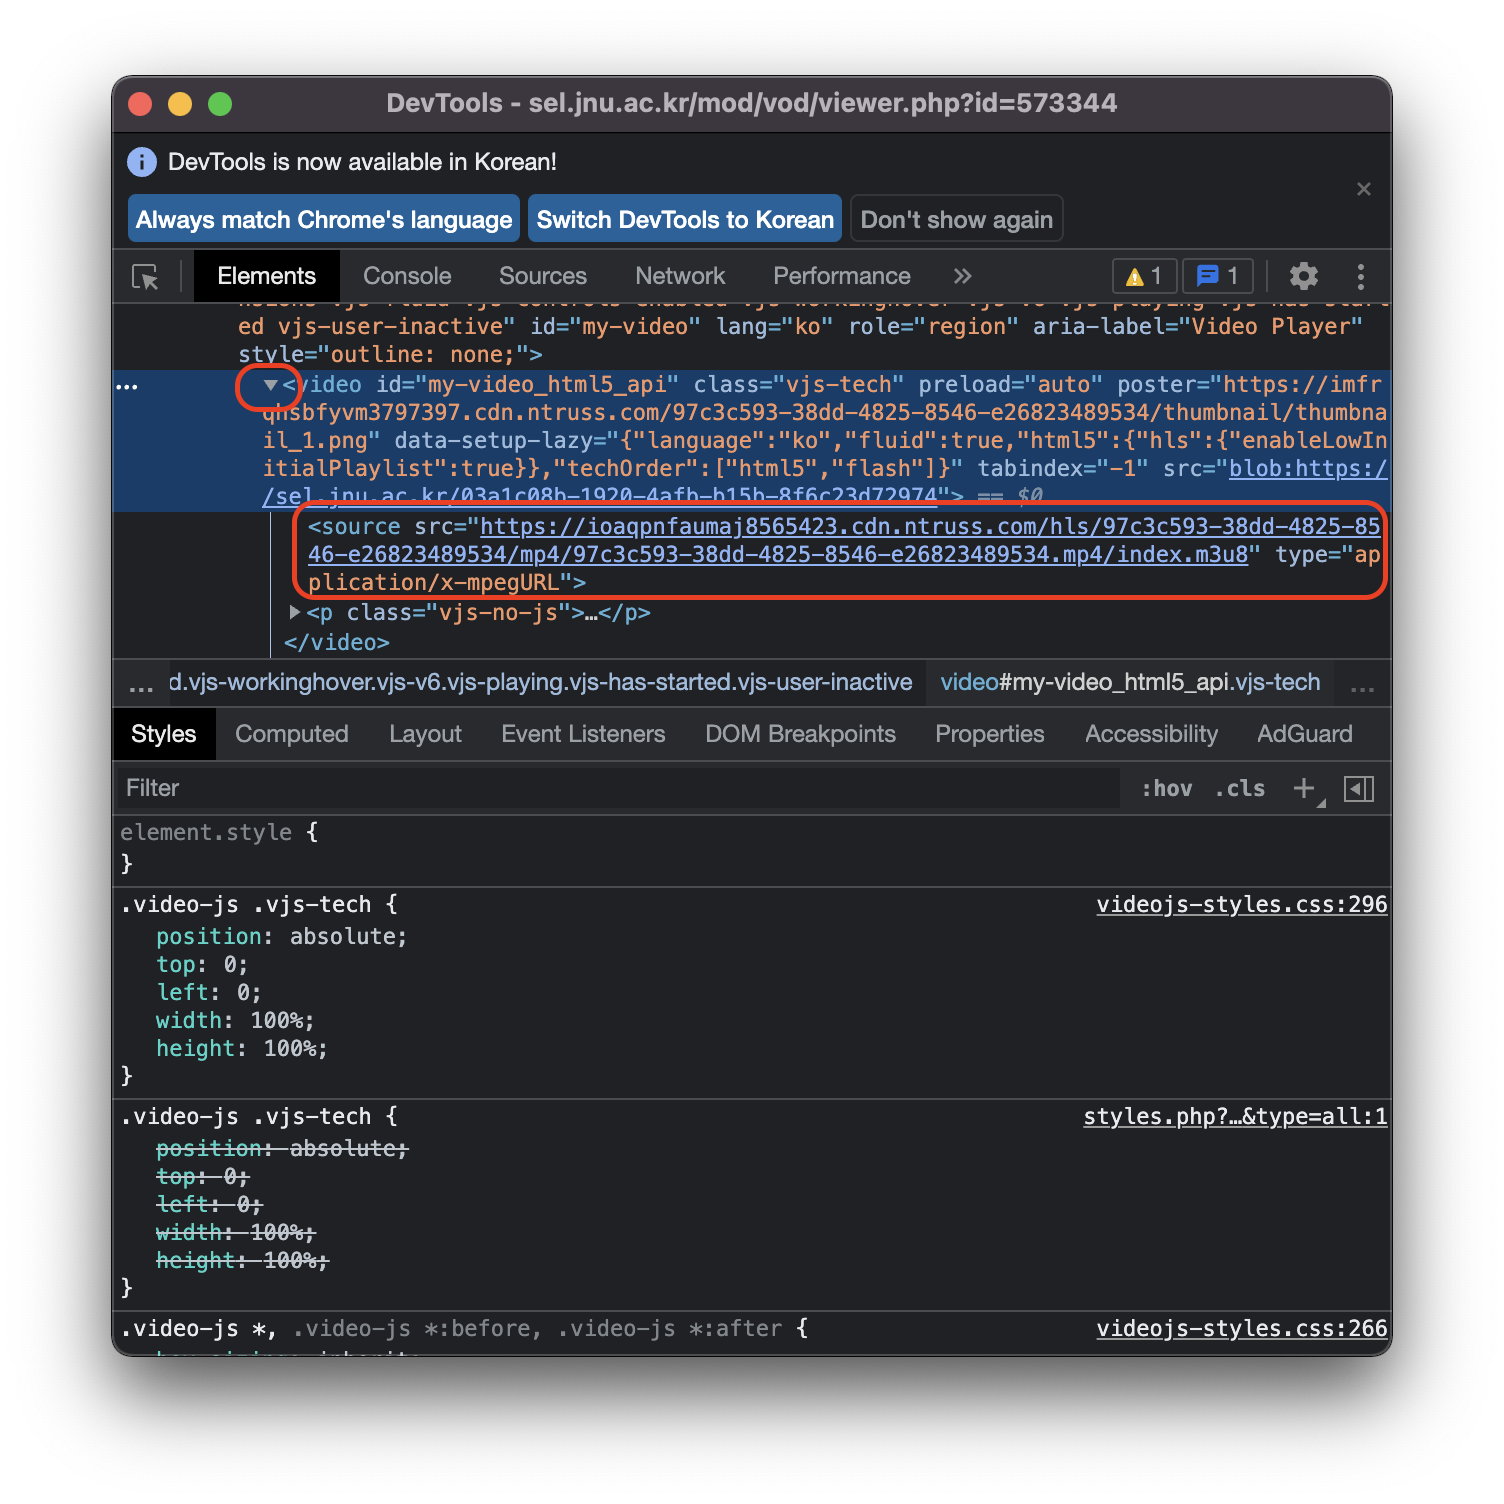 DevTools - sel.jnu.ac.kr/mod/vod/viewer.php?id=573344
DevTools is now available in Korean!
Always match Chrome's language Switch DevTools to Korean Don't show again
Elements Console Sources Network Performance 1 1
ed vjs-user-inactive" id="my-video" lang="ko" role="region" aria-label="Video Player"
style="outline: none;">
<video id="my-video_html5_api" class="vjs-tech" preload="auto" poster="https://imfr
qhsbfyvm3797397.cdn.ntruss.com/97c3c593-38dd-4825-8546-e26823489534/thumbnail/thumbna
il_1.png" data-setup-lazy="{"language":"ko","fluid":true,"html5":{"hls":{"enableLowIn
itialPlaylist":true}},"techOrder":["html5","flash"]}" tabindex="-1" src="blob:https:/
/sel.jnu.ac.kr/03a1c08b-1920-4afb-b15b-8f6c23d72974"> == $0
<source src="https://ioaqpnfaumaj8565423.cdn.ntruss.com/hls/97c3c593-38dd-4825-85
46-e26823489534/mp4/97c3c593-38dd-4825-8546-e26823489534.mp4/index.m3u8" type="ap
plication/x-mpegURL">
<p class="vjs-no-js">…</p>
</video>
... d.vjs-workinghover.vjs-v6.vjs-playing.vjs-has-started.vjs-user-inactive video#my-video_html5_api.vjs-tech ...
Styles Computed Layout Event Listeners DOM Breakpoints Properties Accessibility AdGuard
Filter :hov .cls +
element.style {
}
.video-js .vjs-tech { videojs-styles.css:296
position: absolute;
top: 0;
left: 0;
width: 100%;
height: 100%;
}
.video-js .vjs-tech { styles.php?…&type=all:1
position: absolute;
top: 0;
left: 0;
width: 100%;
height: 100%;
}
.video-js *, .video-js *:before, .video-js *:after { videojs-styles.css:266